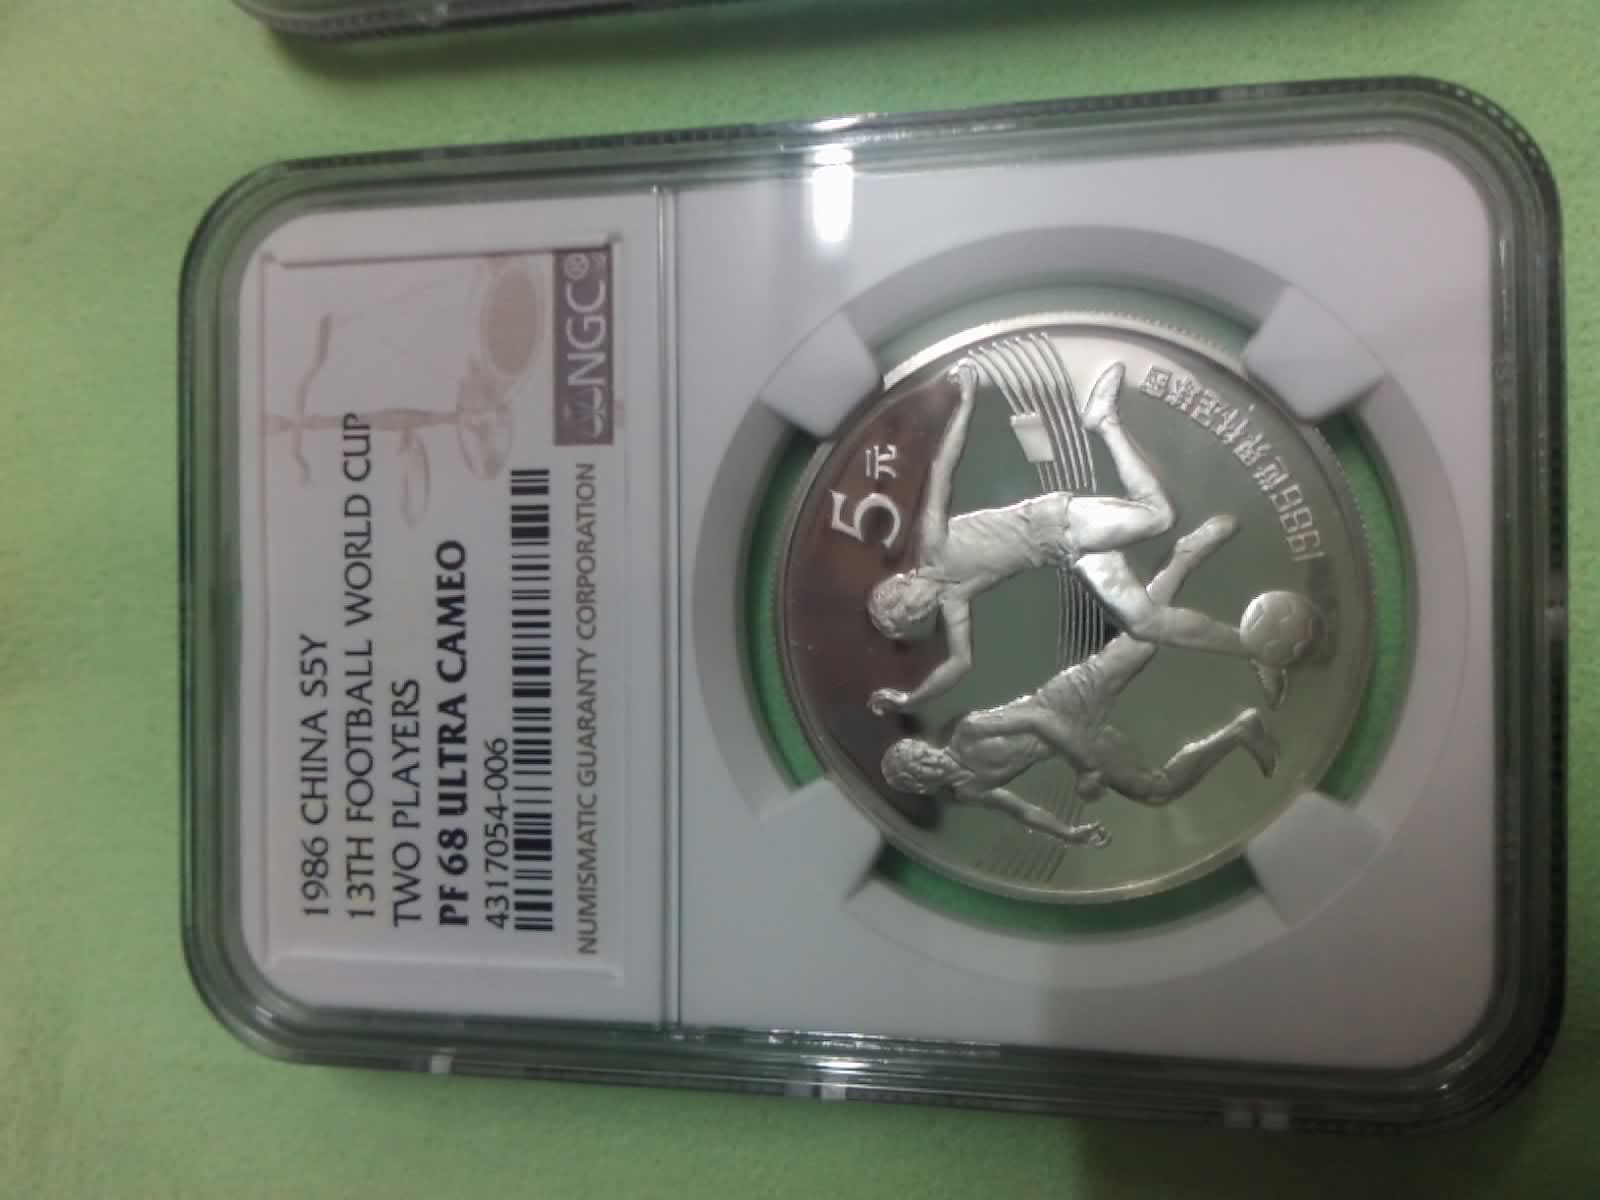 1986 CHINA S5Y
13TH FOOTBALL WORLD CUP
TWO PLAYERS
PF 68 ULTRA CAMEO
4317054-006
NUMISMATIC GUARANTY CORPORATION
NGC®
5元
1986